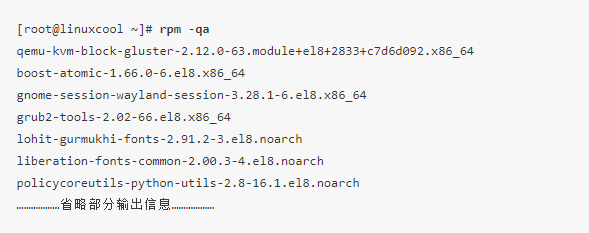 [root@linuxcool ~]# rpm -qa
qemu-kvm-block-gluster-2.12.0-63.module+el8+2833+c7d6d092.x86_64
boost-atomic-1.66.0-6.el8.x86_64
gnome-session-wayland-session-3.28.1-6.el8.x86_64
grub2-tools-2.02-66.el8.x86_64
lohit-gurmukhi-fonts-2.91.2-3.el8.noarch
liberation-fonts-common-2.00.3-4.el8.noarch
policycoreutils-python-utils-2.8-16.1.el8.noarch
………………省略部分输出信息………………